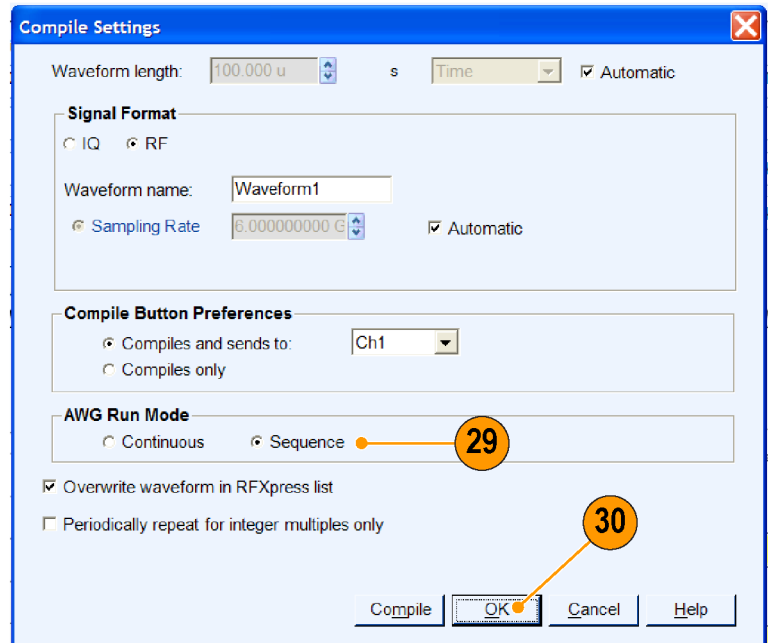 Compile Settings
Waveform length: 100.000 u s Time Automatic
Signal Format
IQ RF
Waveform name: Waveform1
Sampling Rate 6.000000000 G Automatic
Compile Button Preferences
Compiles and sends to: Ch1
Compiles only
AWG Run Mode
Continuous Sequence 29
Overwrite waveform in RFXpress list
Periodically repeat for integer multiples only
30
Compile OK Cancel Help